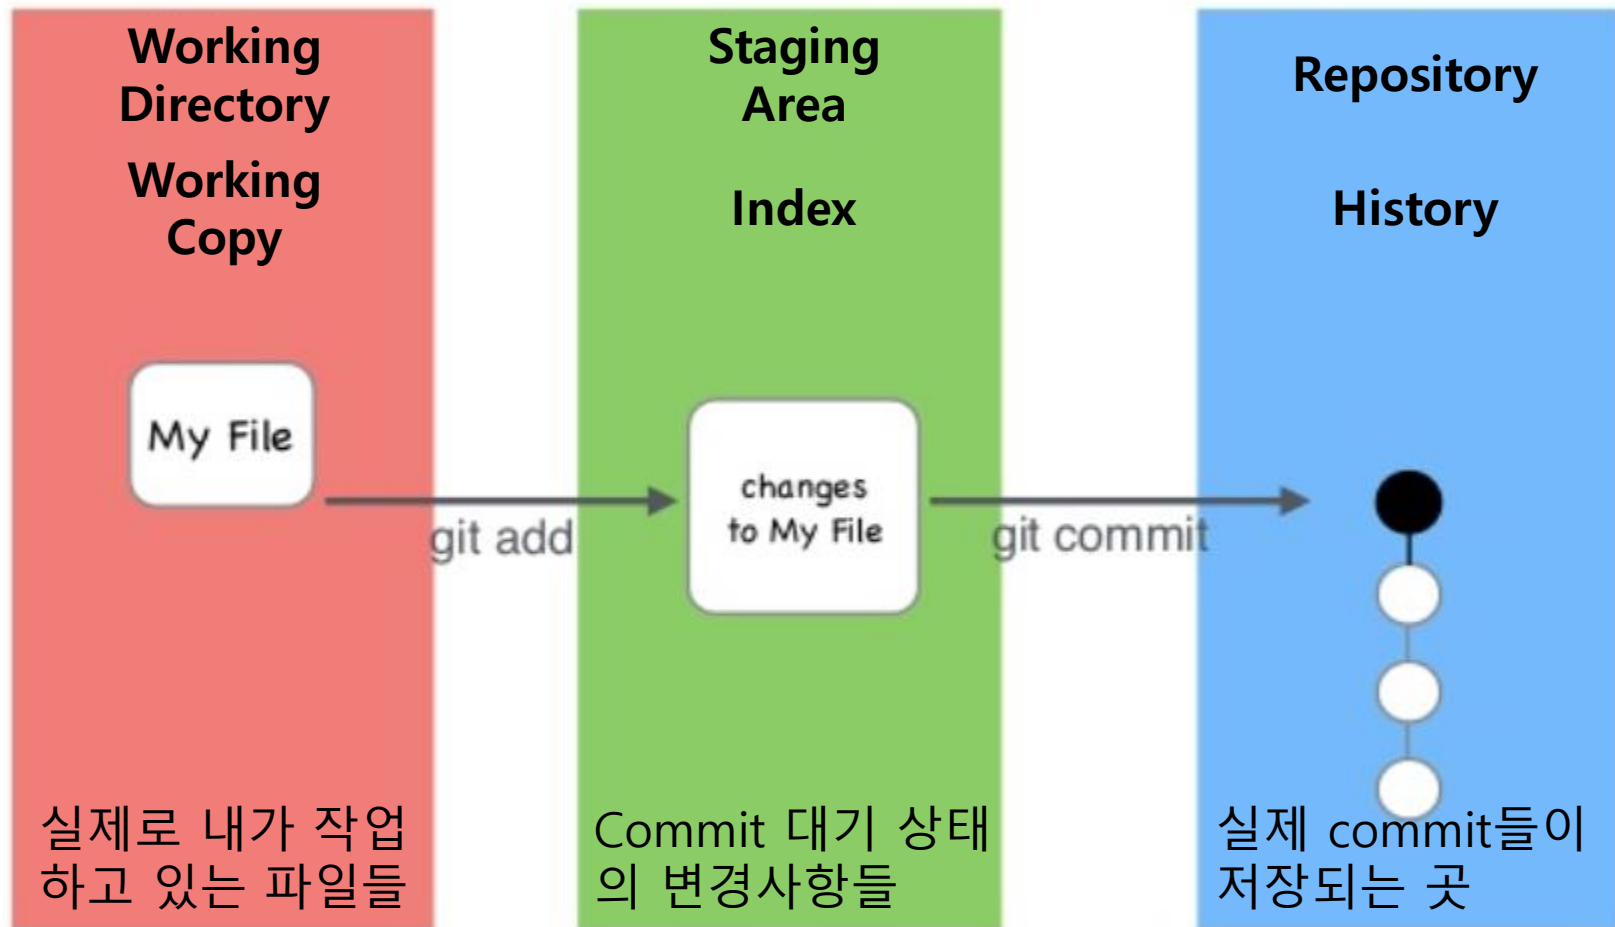 Working
Directory
Working
Copy
My File
실제로 내가 작업
하고 있는 파일들
git add
Staging
Area
Index
changes
to My File
Commit 대기 상태
의 변경사항들
git commit
Repository
History
실제 commit들이
저장되는 곳